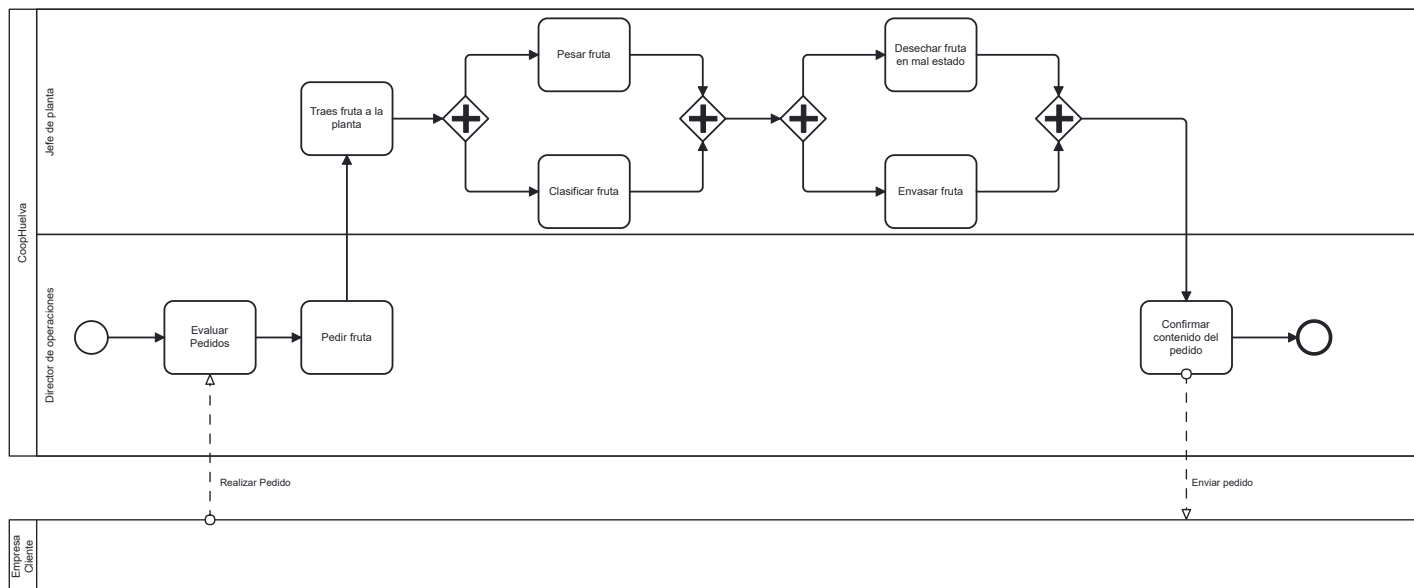 CoopHuelva
Jefe de planta
Traes fruta a la
planta
Pesar fruta
Clasificar fruta
Desechar fruta
en mal estado
Envasar fruta
Director de operaciones
Evaluar
Pedidos
Pedir fruta
Confirmar
contenido del
pedido
Realizar Pedido
Enviar pedido
Empresa
Cliente